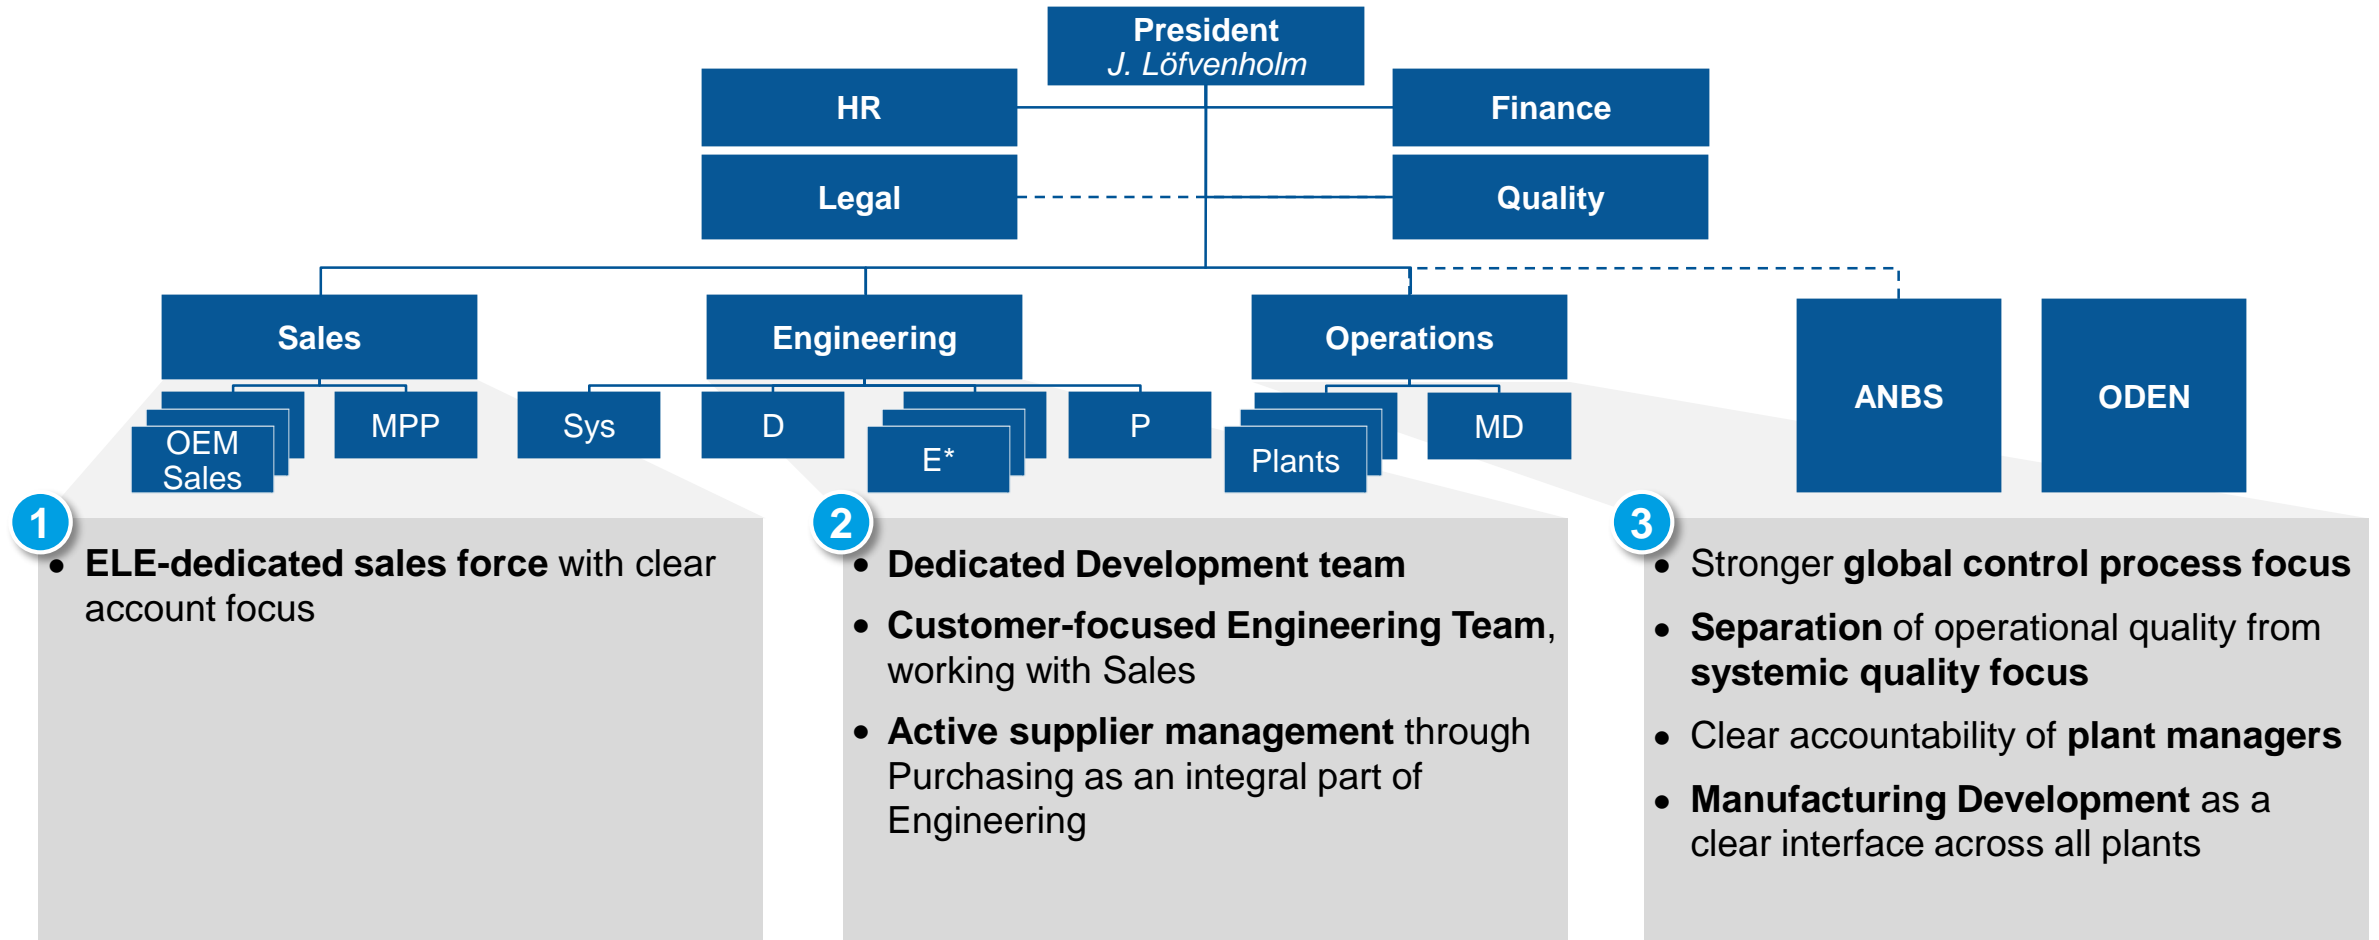 President
J. Löfvenholm
HR
Finance
Legal
Quality
Sales
Engineering
Operations
ANBS
ODEN
OEM
Sales
MPP
Sys
D
E*
P
Plants
MD
1
• ELE-dedicated sales force with clear
account focus
2
• Dedicated Development team
• Customer-focused Engineering Team,
working with Sales
• Active supplier management through
Purchasing as an integral part of
Engineering
3
• Stronger global control process focus
• Separation of operational quality from
systemic quality focus
• Clear accountability of plant managers
• Manufacturing Development as a
clear interface across all plants